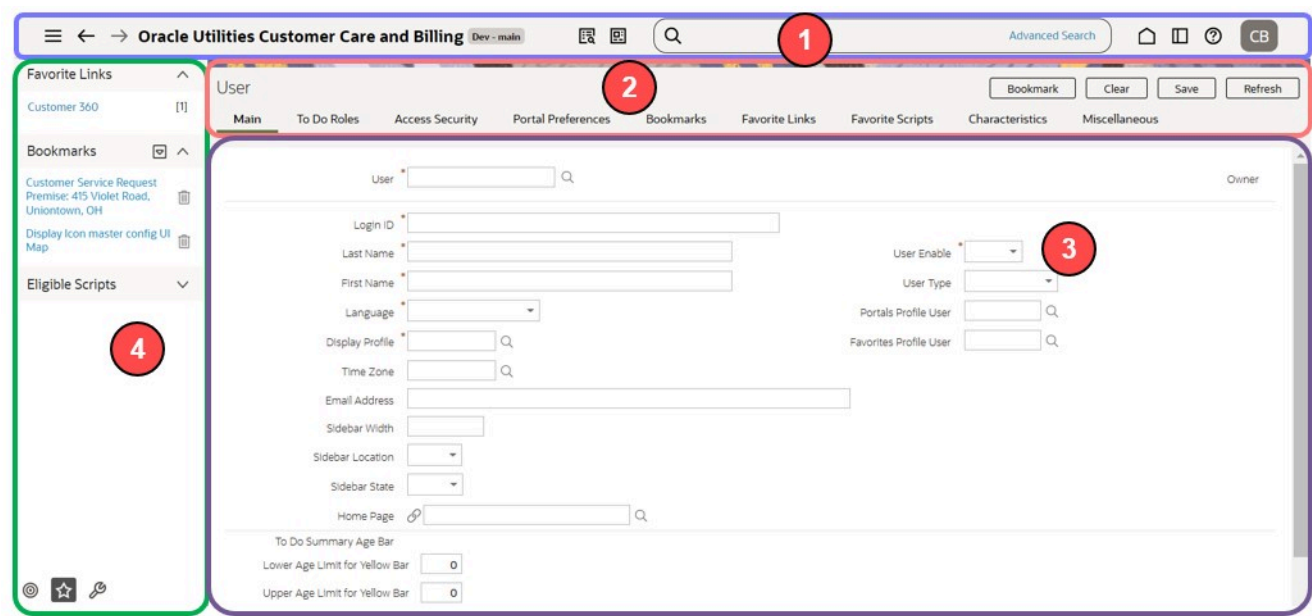 Oracle Utilities Customer Care and Billing Dev - main 1 Advanced Search CB
Favorite Links
Customer 360 [1]
Bookmarks
Customer Service Request
Premise: 415 Violet Road,
Uniontown, OH
Display Icon master config UI
Map
Eligible Scripts
4
User 2 Bookmark Clear Save Refresh
Main To Do Roles Access Security Portal Preferences Bookmarks Favorite Links Favorite Scripts Characteristics Miscellaneous
User * Owner
Login ID *
Last Name * User Enable * 3
First Name * User Type
Language * Portals Profile User
Display Profile * Favorites Profile User
Time Zone
Email Address
Sidebar Width
Sidebar Location
Sidebar State
Home Page
To Do Summary Age Bar
Lower Age Limit for Yellow Bar 0
Upper Age Limit for Yellow Bar 0